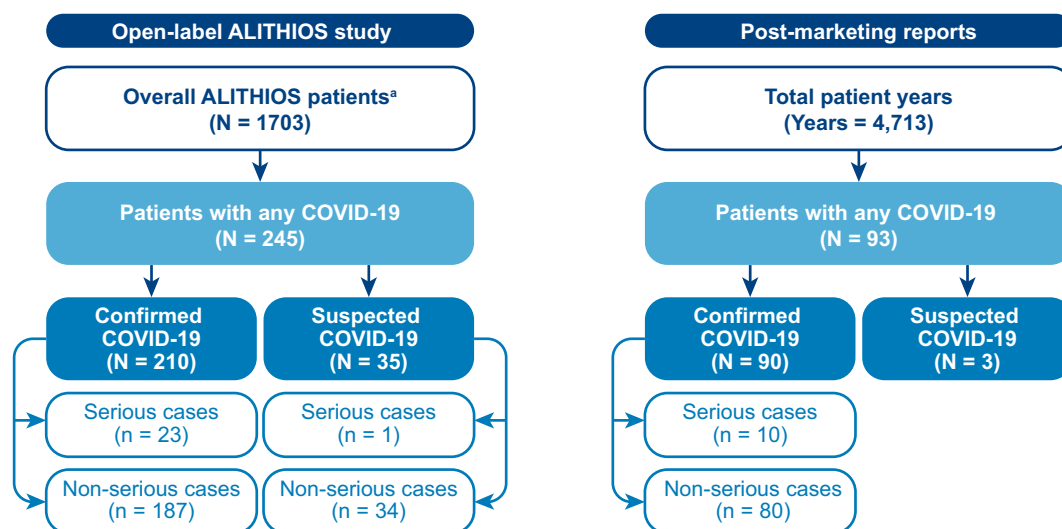 Open-label ALITHIOS study
Overall ALITHIOS patientsᵃ
(N = 1703)
Patients with any COVID-19
(N = 245)
Confirmed
COVID-19
(N = 210)
Suspected
COVID-19
(N = 35)
Serious cases
(n = 23)
Serious cases
(n = 1)
Non-serious cases
(n = 187)
Non-serious cases
(n = 34)
Post-marketing reports
Total patient years
(Years = 4,713)
Patients with any COVID-19
(N = 93)
Confirmed
COVID-19
(N = 90)
Suspected
COVID-19
(N = 3)
Serious cases
(n = 10)
Non-serious cases
(n = 80)